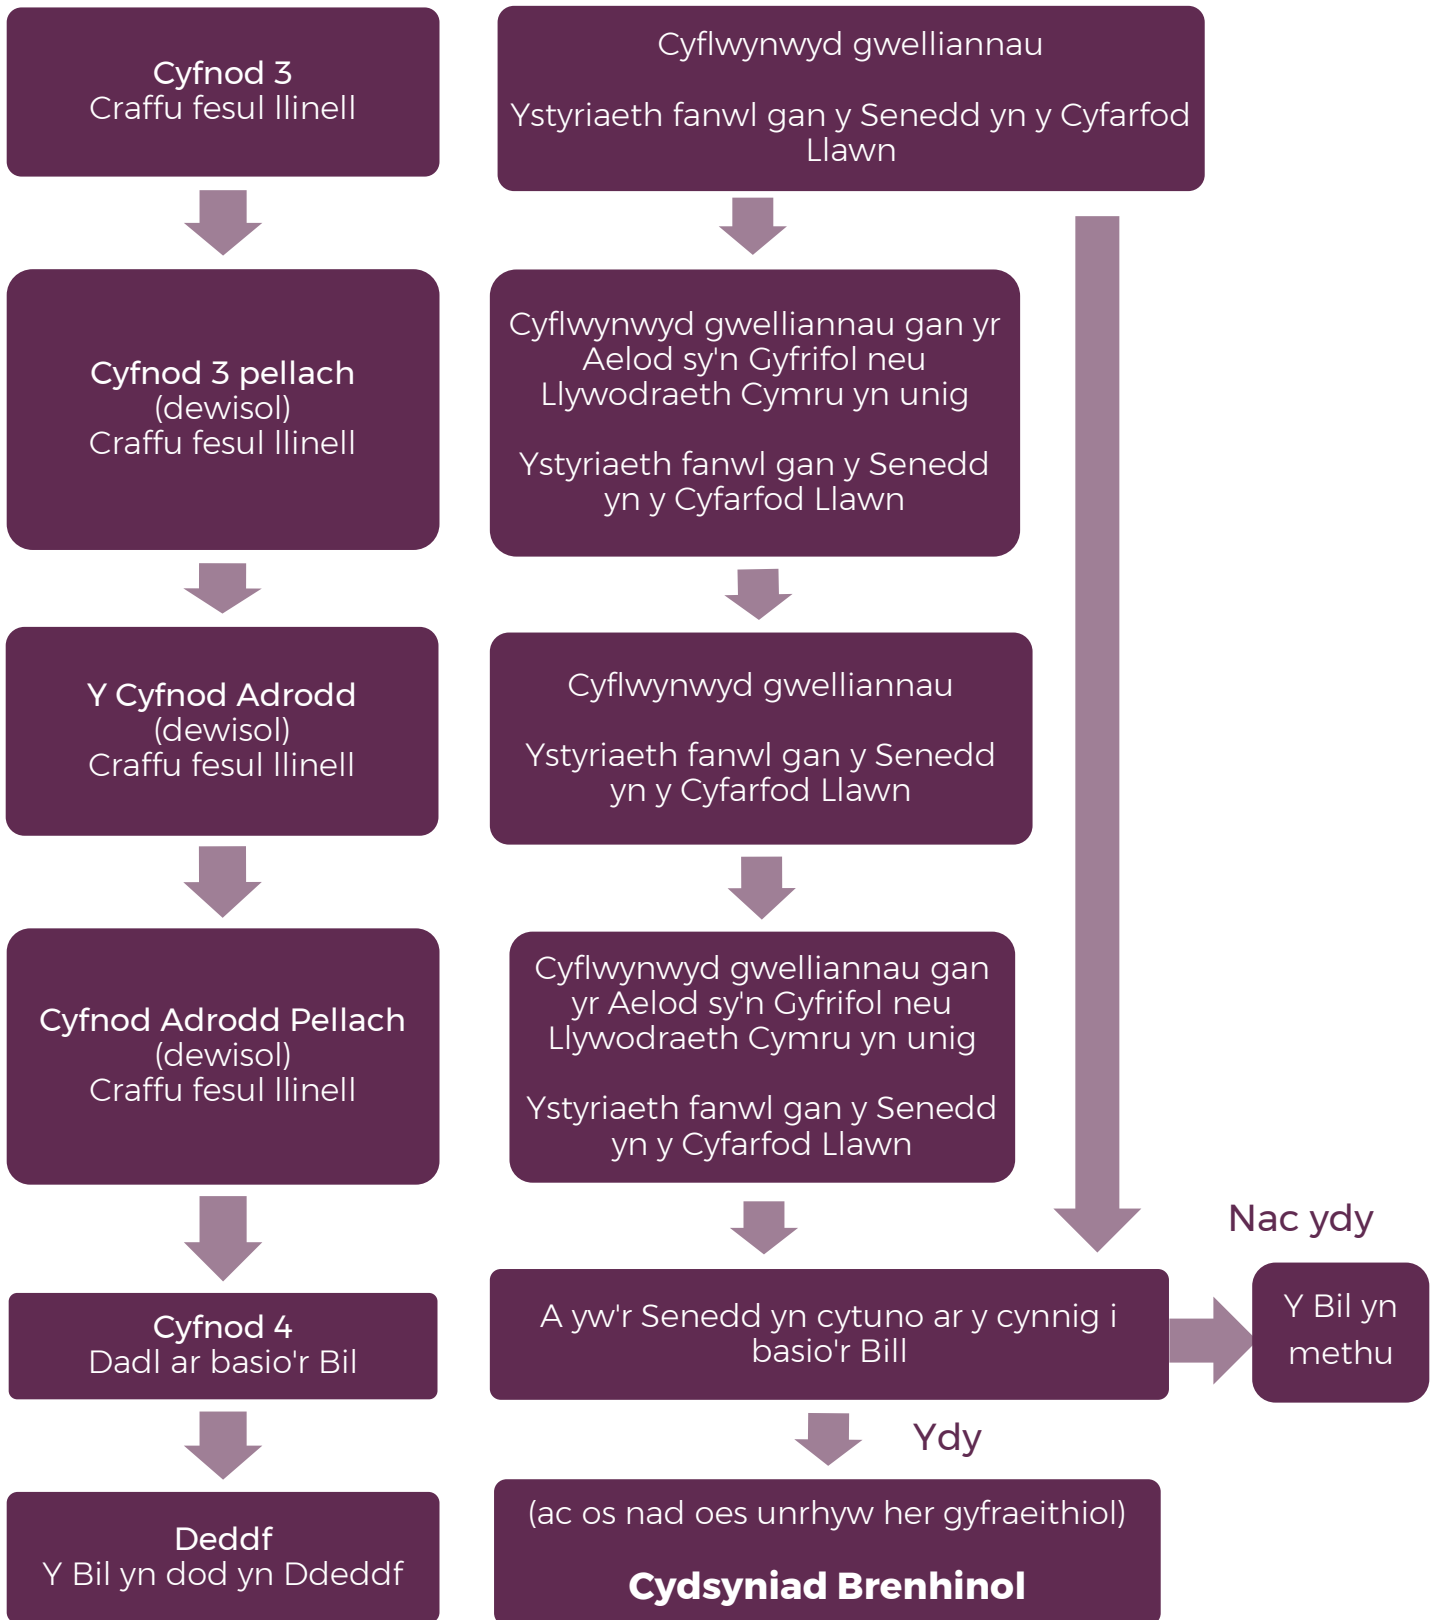 Cyfnod 3
Craffu fesul llinell
Cyflwynwyd gwelliannau
Ystyriaeth fanwl gan y Senedd yn y Cyfarfod
Llawn
Cyfnod 3 pellach
(dewisol)
Craffu fesul llinell
Cyflwynwyd gwelliannau gan yr
Aelod sy'n Gyfrifol neu
Llywodraeth Cymru yn unig
Ystyriaeth fanwl gan y Senedd
yn y Cyfarfod Llawn
Y Cyfnod Adrodd
(dewisol)
Craffu fesul llinell
Cyflwynwyd gwelliannau
Ystyriaeth fanwl gan y Senedd
yn y Cyfarfod Llawn
Cyfnod Adrodd Pellach
(dewisol)
Craffu fesul llinell
Cyflwynwyd gwelliannau gan
yr Aelod sy'n Gyfrifol neu
Llywodraeth Cymru yn unig
Ystyriaeth fanwl gan y Senedd
yn y Cyfarfod Llawn
Cyfnod 4
Dadl ar basio'r Bil
A yw'r Senedd yn cytuno ar y cynnig i
basio'r Bill
Nac ydy
Y Bil yn
methu
Ydy
Deddf
Y Bil yn dod yn Ddeddf
(ac os nad oes unrhyw her gyfraeithiol)
Cydsyniad Brenhinol